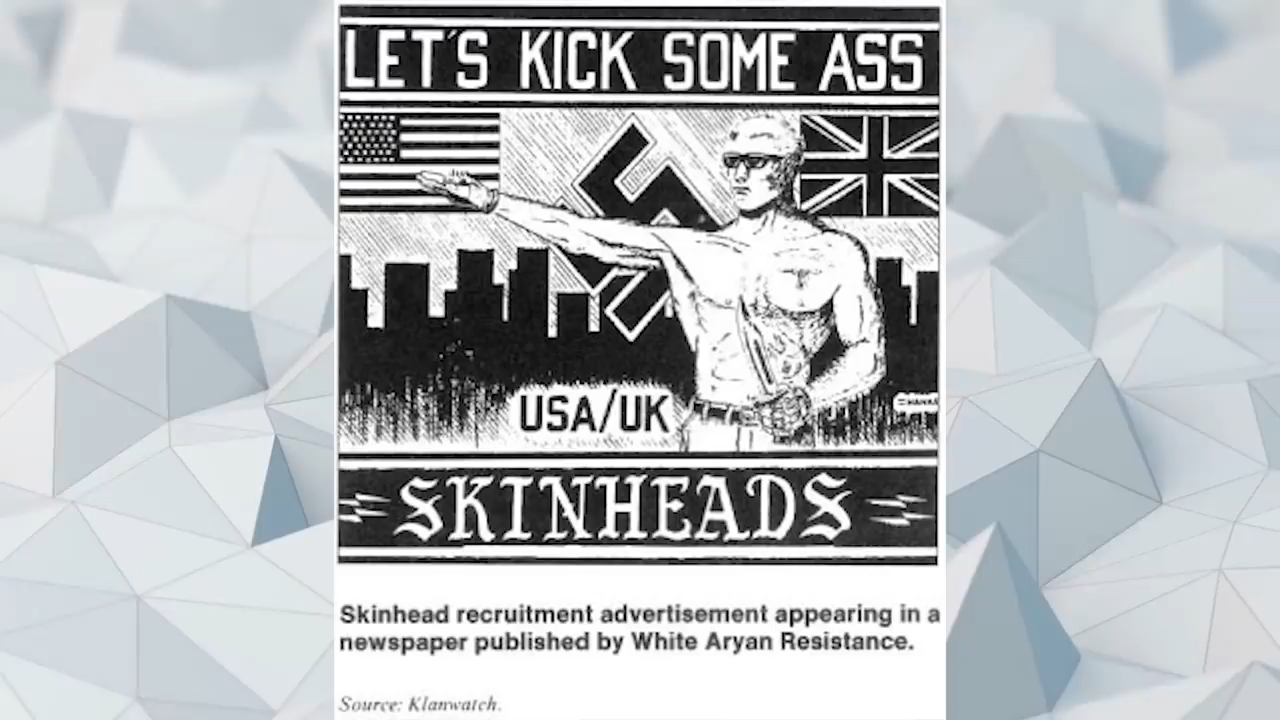 LET'S KICK SOME ASS
USA/UK
SKINHEADS
Skinhead recruitment advertisement appearing in a
newspaper published by White Aryan Resistance.
Source: Klanwatch.